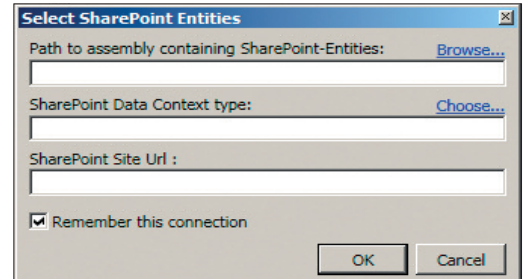 Select SharePoint Entities
Path to assembly containing SharePoint-Entities: Browse...
SharePoint Data Context type: Choose...
SharePoint Site Url :
Remember this connection
OK Cancel